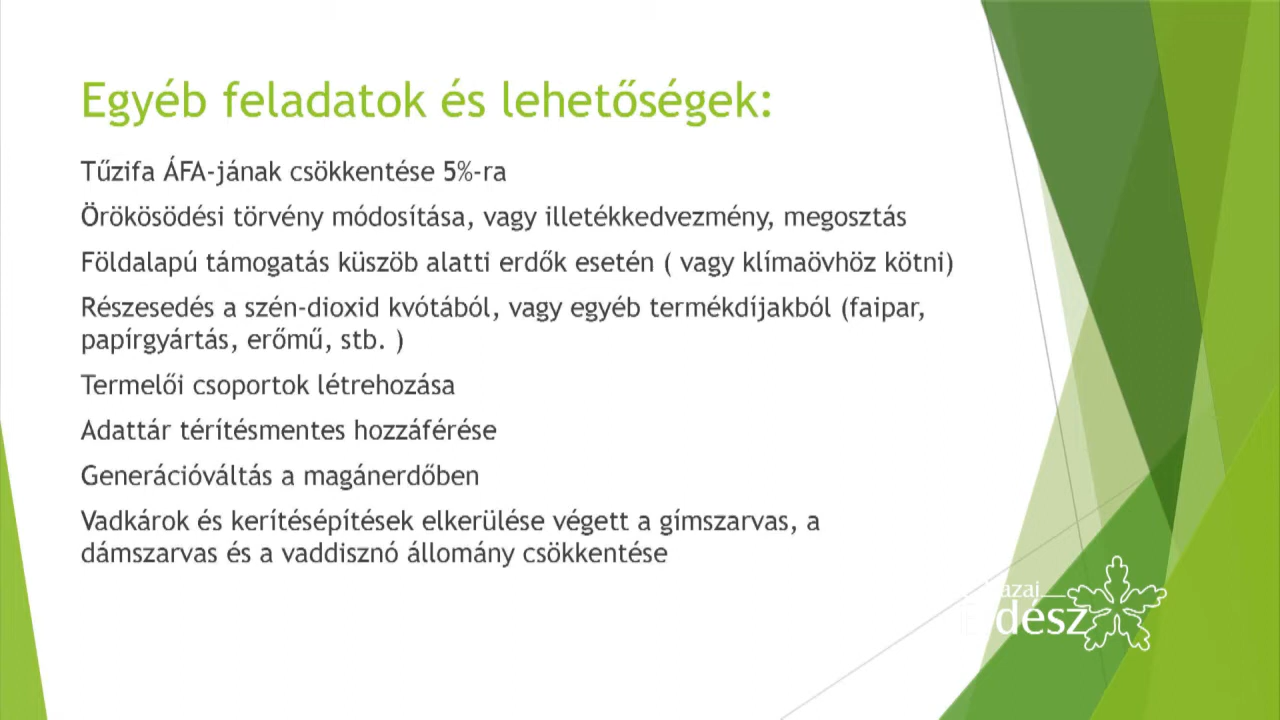 Egyéb feladatok és lehetőségek:
Tűzifa ÁFA-jának csökkentése 5%-ra
Örökösödési törvény módosítása, vagy illetékkedvezmény, megosztás
Földalapú támogatás küszöb alatti erdők esetén ( vagy klímaövhöz kötni)
Részesedés a szén-dioxid kvótából, vagy egyéb termékdíjakból (faipar,
papírgyártás, erőmű, stb. )
Termelői csoportok létrehozása
Adattár térítésmentes hozzáférése
Generációváltás a magánerdőben
Vadkárok és kerítésépítések elkerülése végett a gímszarvas, a
dámszarvas és a vaddisznó állomány csökkentése